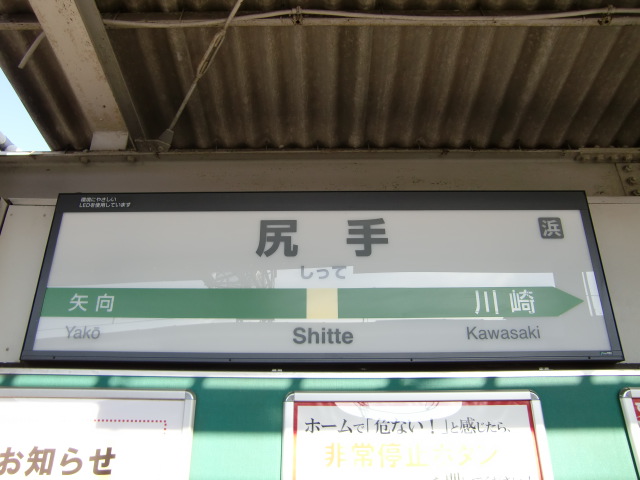 環境にやさしい
LEDを使用しています
尻手
浜
しって
矢向
川崎
Yakō
Shitte
Kawasaki
お知らせ
ホームで「危ない!」と感じたら、
非常停止ボタン